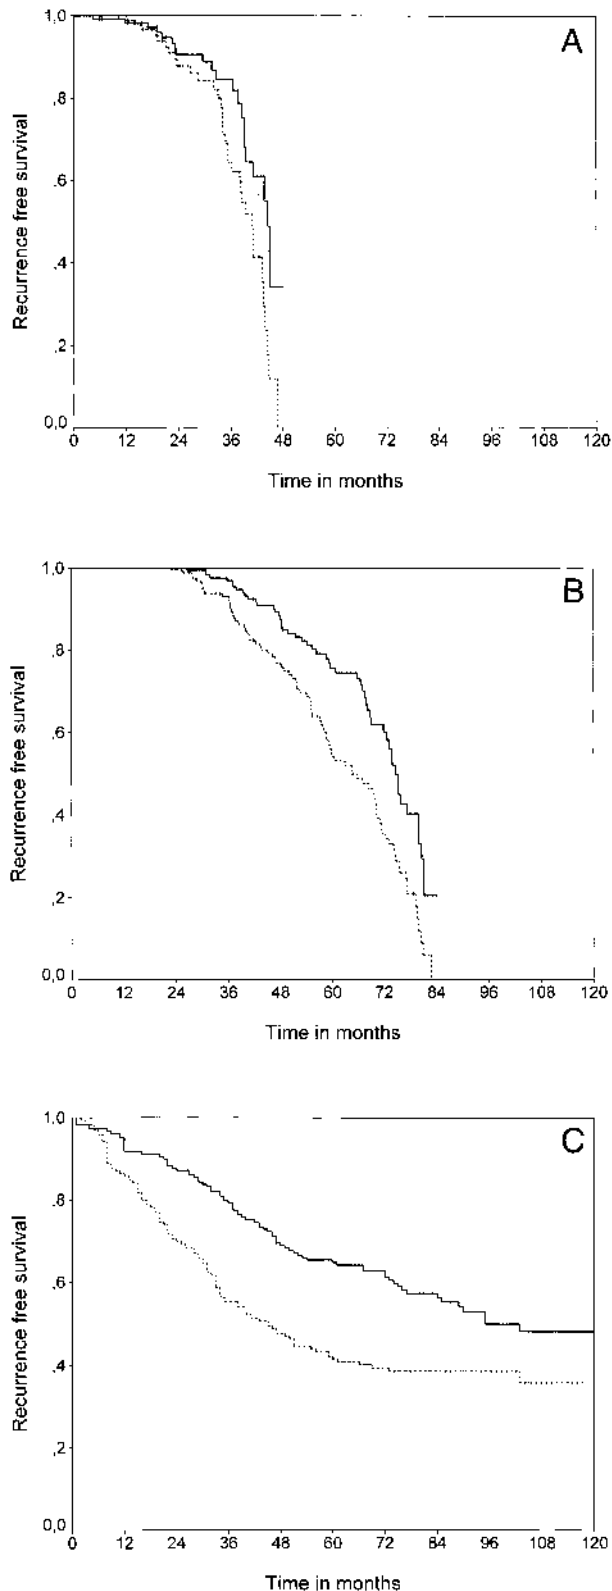 A
Recurrence free survival
1,0
,8
,6
,4
,2
0,0
0 12 24 36 48 60 72 84 96 108 120
Time in months
B
Recurrence free survival
1,0
,8
,6
,4
,2
0,0
0 12 24 36 48 60 72 84 96 108 120
Time in months
C
Recurrence free survival
1,0
,8
,6
,4
,2
0,0
0 12 24 36 48 60 72 84 96 108 120
Time in months